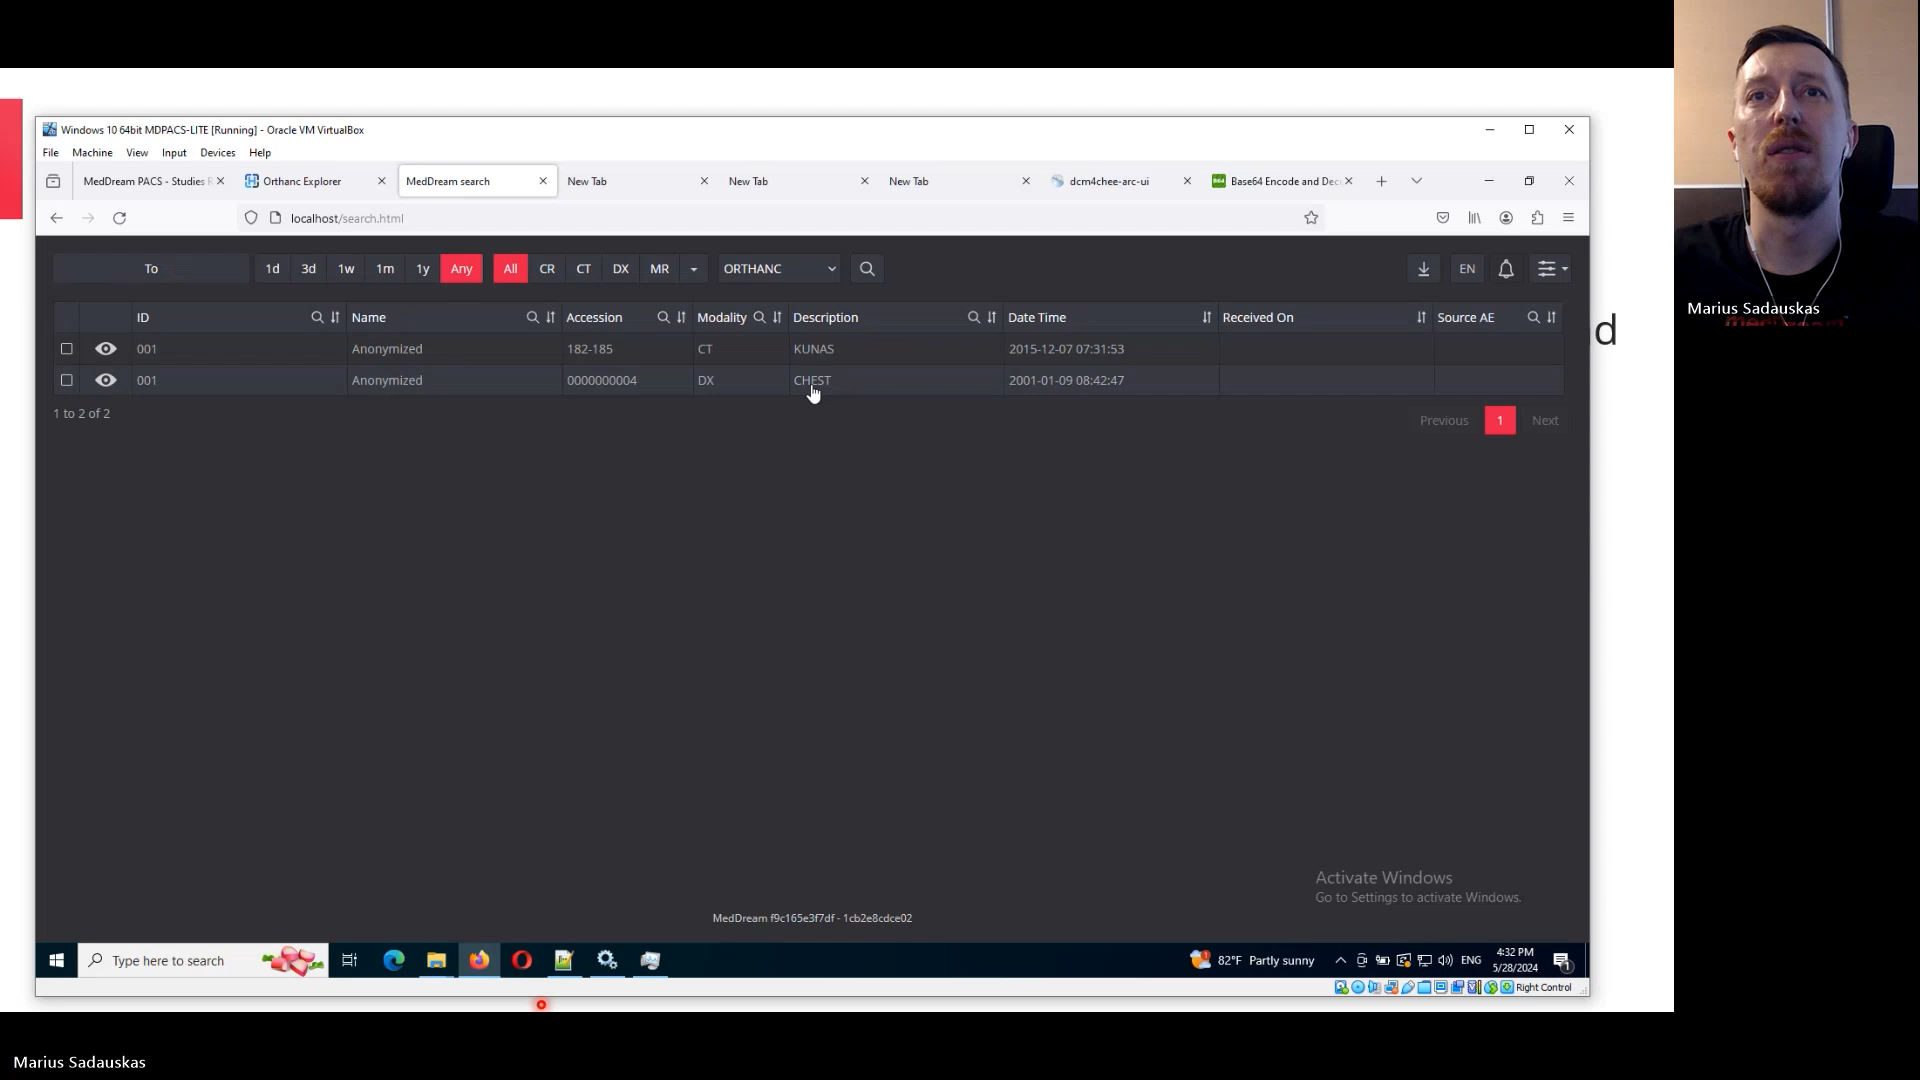 Windows 10 64bit MDPACS-LITE [Running] - Oracle VM VirtualBox
File Machine View Input Devices Help
MedDream PACS - Studies
Orthanc Explorer
MedDream search
New Tab
New Tab
New Tab
dcm4chee-arc-ui
Base64 Encode and Dec
localhost/search.html
To 1d 3d 1w 1m 1y Any All CR CT DX MR ORTHANC EN
ID Name Accession Modality Description Date Time Received On Source AE
001 Anonymized 182-185 CT KUNAS 2015-12-07 07:31:53
001 Anonymized 0000000004 DX CHEST 2001-01-09 08:42:47
1 to 2 of 2
Previous 1 Next
Activate Windows
Go to Settings to activate Windows.
MedDream f9c165e3f7df - 1cb2e8cdce02
Type here to search
82°F Partly sunny
ENG
4:32 PM
5/28/2024
1
Right Control
d
Marius Sadauskas
Marius Sadauskas